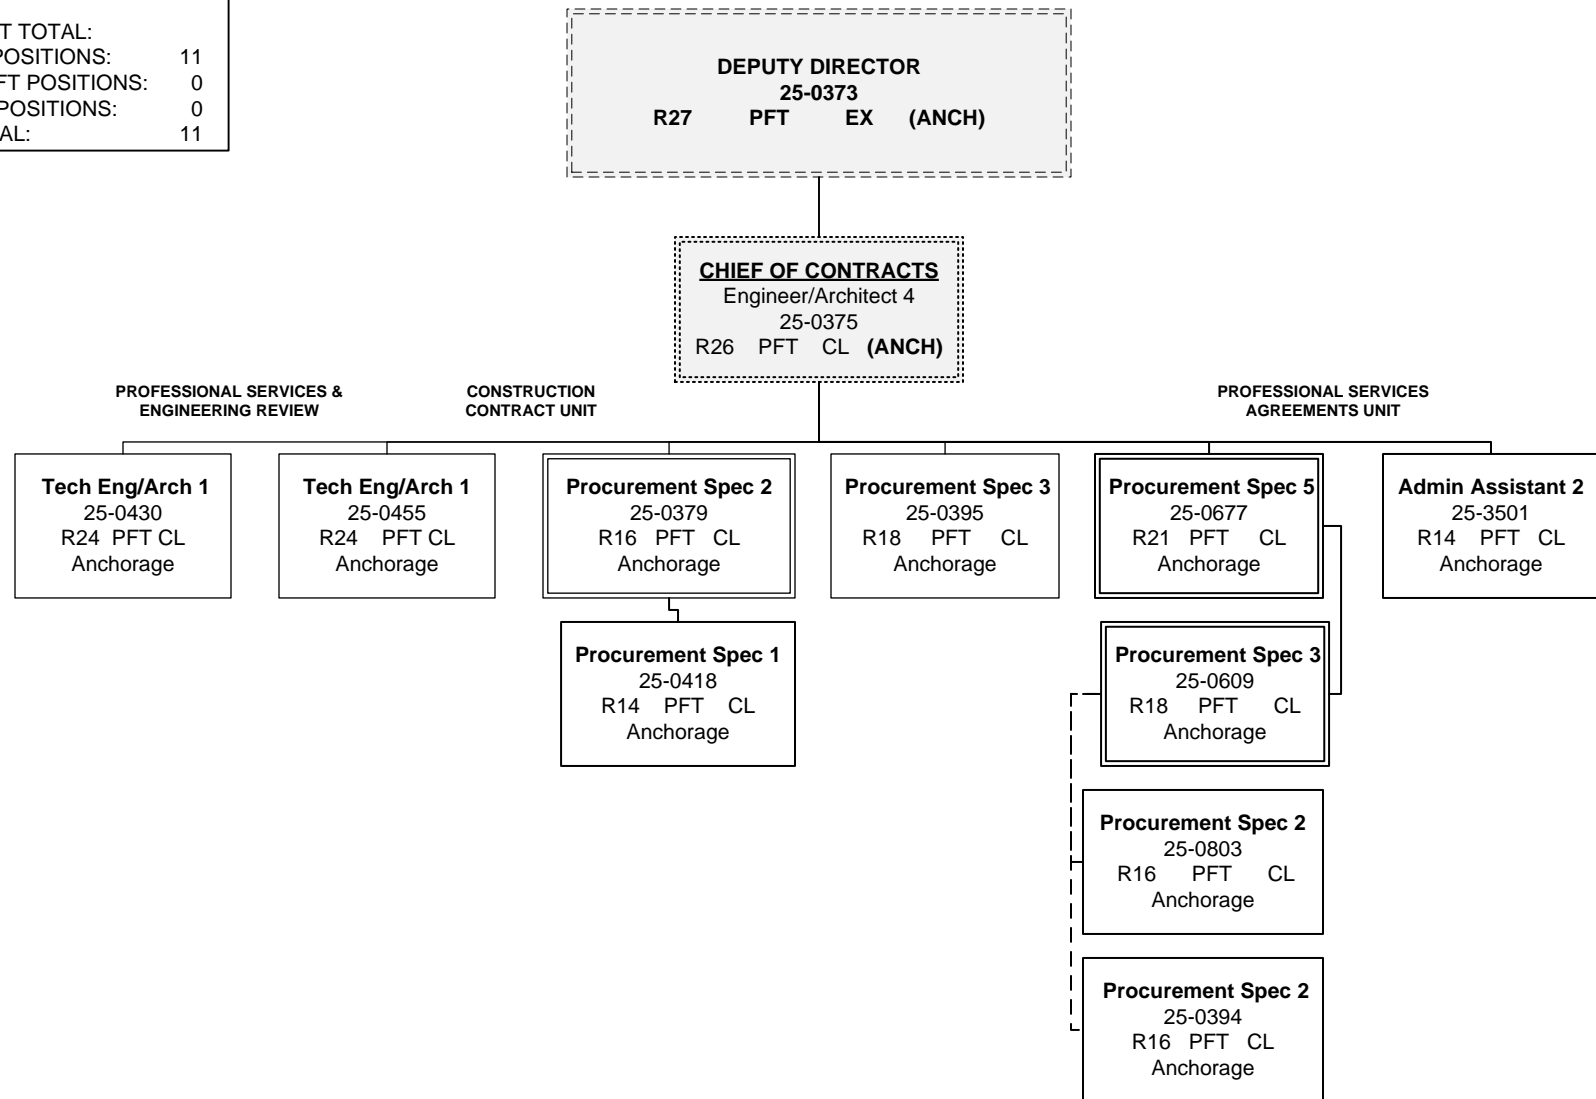 TOTAL:
POSITIONS: 11
POSITIONS: 0
POSITIONS: 0
11
DEPUTY DIRECTOR
25-0373
R27 PFT EX (ANCH)
CHIEF OF CONTRACTS
Engineer/Architect 4
25-0375
R26 PFT CL (ANCH)
PROFESSIONAL SERVICES &
ENGINEERING REVIEW
CONSTRUCTION
CONTRACT UNIT
PROFESSIONAL SERVICES
AGREEMENTS UNIT
Tech Eng/Arch 1
25-0430
R24 PFT CL
Anchorage
Tech Eng/Arch 1
25-0455
R24 PFT CL
Anchorage
Procurement Spec 2
25-0379
R16 PFT CL
Anchorage
Procurement Spec 3
25-0395
R18 PFT CL
Anchorage
Procurement Spec 5
25-0677
R21 PFT CL
Anchorage
Admin Assistant 2
25-3501
R14 PFT CL
Anchorage
Procurement Spec 1
25-0418
R14 PFT CL
Anchorage
Procurement Spec 3
25-0609
R18 PFT CL
Anchorage
Procurement Spec 2
25-0803
R16 PFT CL
Anchorage
Procurement Spec 2
25-0394
R16 PFT CL
Anchorage